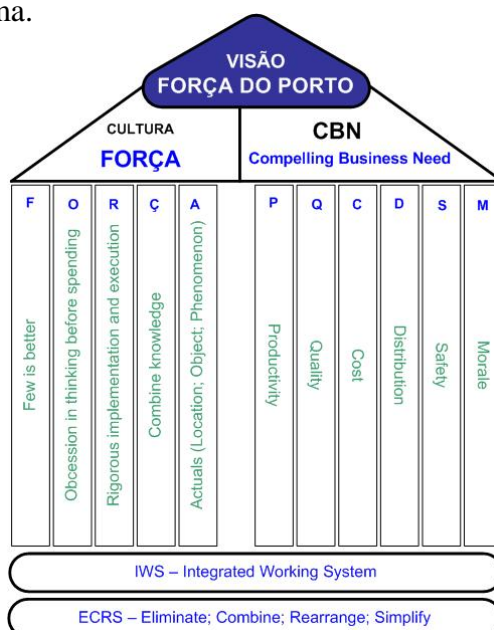 ma.
VISÃO
FORÇA DO PORTO
CULTURA
FORÇA
CBN
Compelling Business Need
F
Few is better
O
Obcession in thinking before spending
R
Rigorous implementation and execution
Ç
Combine knowledge
A
Actuals (Location; Object; Phenomenon)
P
Productivity
Q
Quality
C
Cost
D
Distribution
S
Safety
M
Morale
IWS – Integrated Working System
ECRS – Eliminate; Combine; Rearrange; Simplify